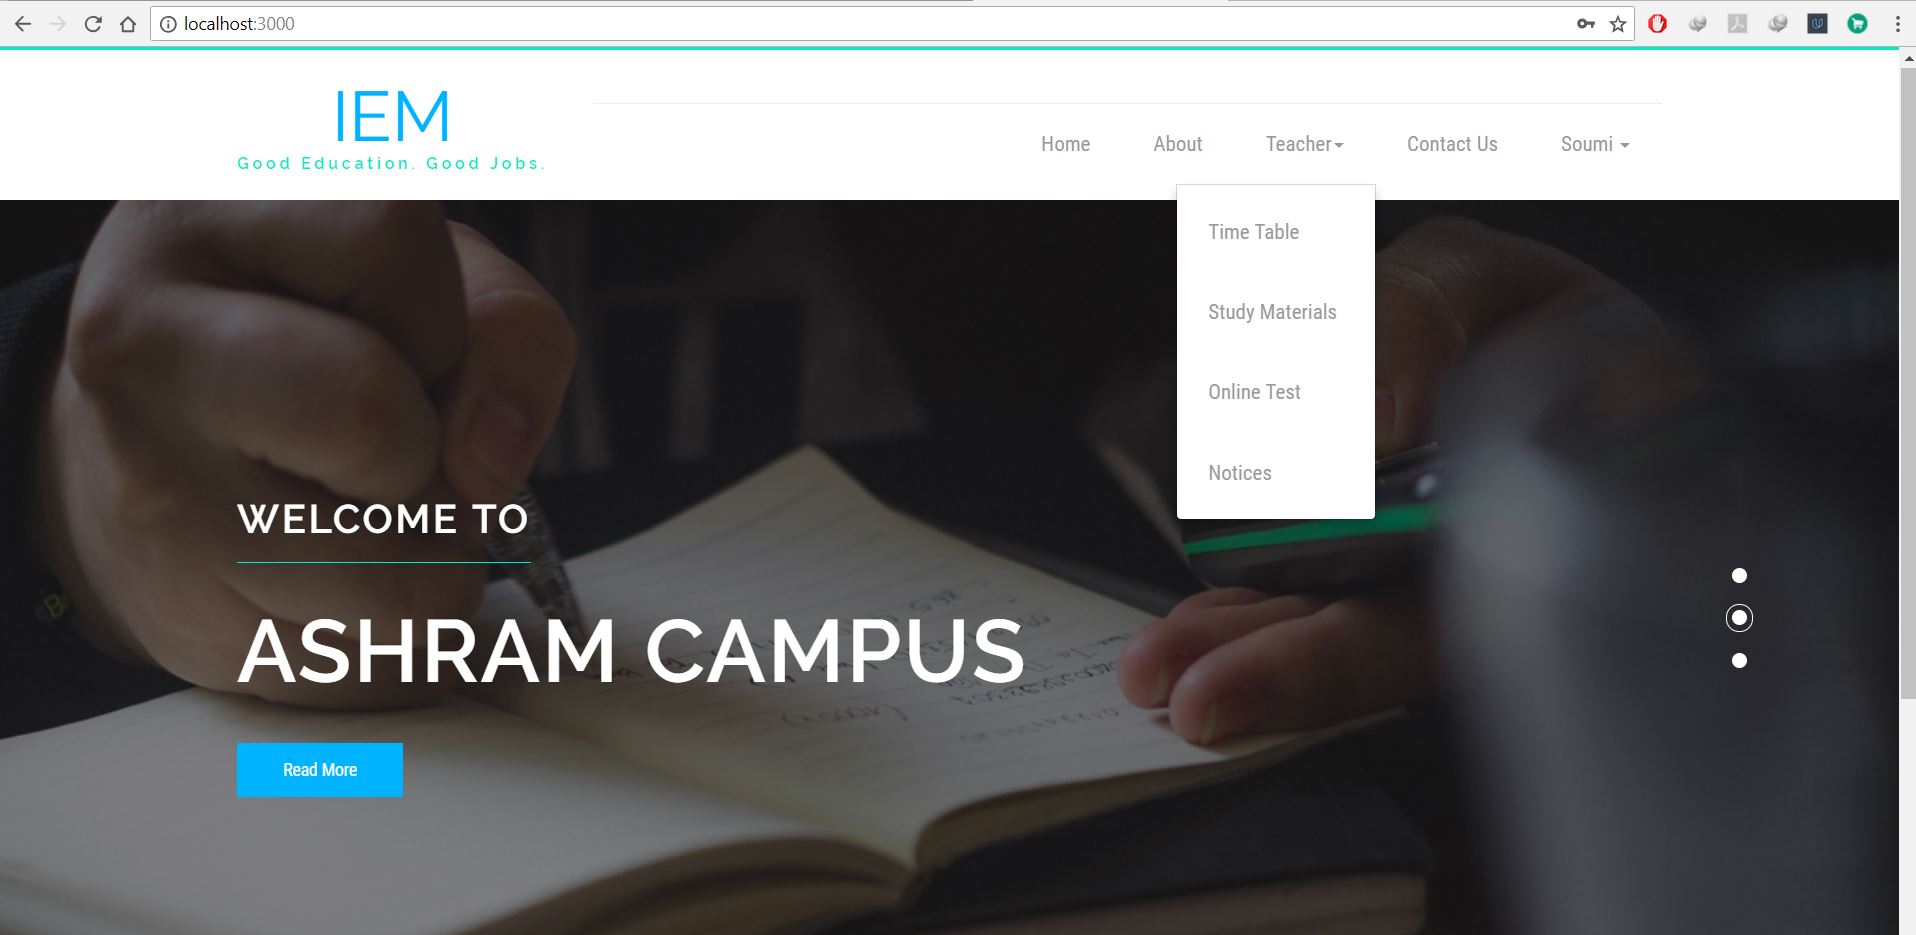 localhost:3000
IEM
Good Education. Good Jobs.
Home About Teacher Contact Us Soumi
Time Table
Study Materials
Online Test
Notices
WELCOME TO
ASHRAM CAMPUS
Read More